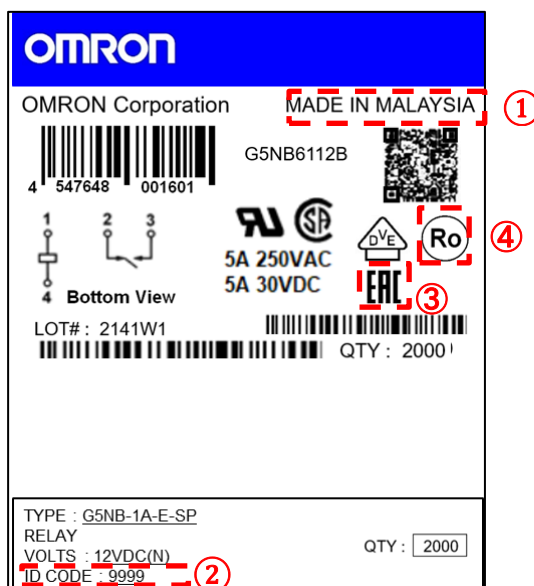 OMRON
OMRON Corporation
MADE IN MALAYSIA ①
G5NB6112B
4 547648 001601
1 2 3
4 Bottom View
5A 250VAC
5A 30VDC
DVE
Ro ④
EAC ③
LOT# : 2141W1
QTY : 2000
TYPE : G5NB-1A-E-SP
RELAY
VOLTS : 12VDC(N)
QTY : 2000
ID CODE : 9999 ②